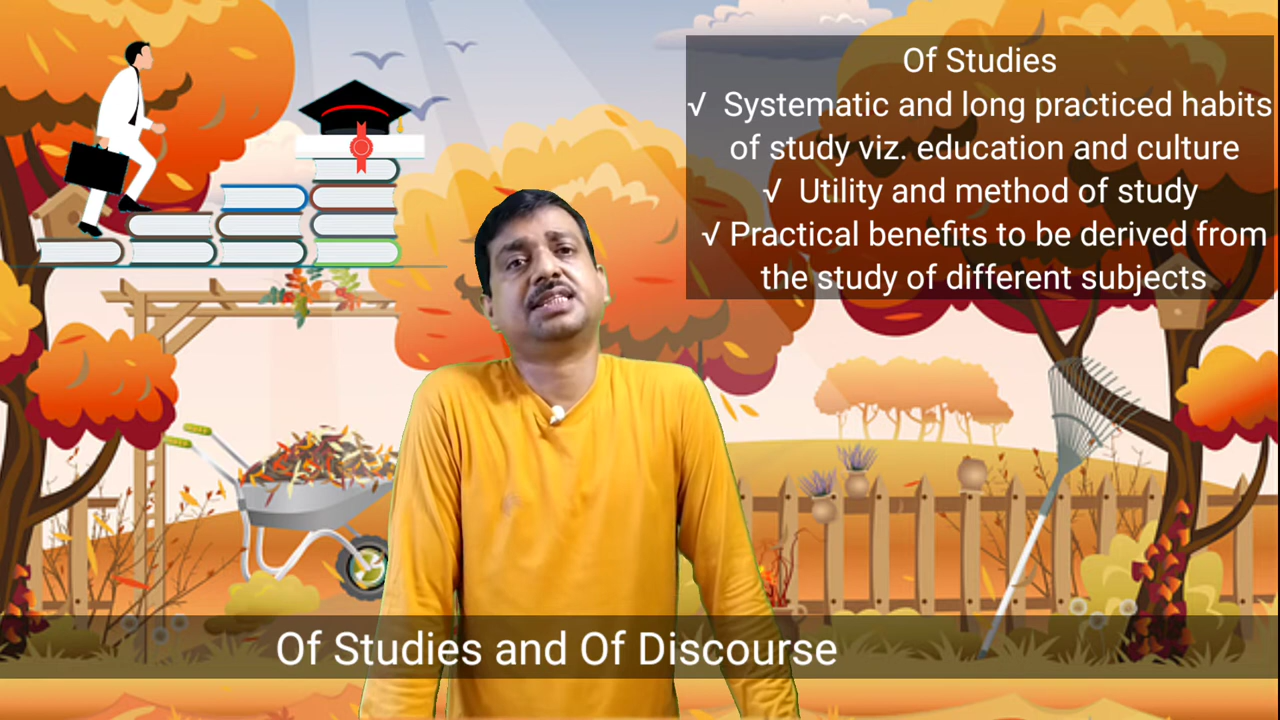 Of Studies
√ Systematic and long practiced habits
of study viz. education and culture
√ Utility and method of study
√ Practical benefits to be derived from
the study of different subjects
Of Studies and Of Discourse